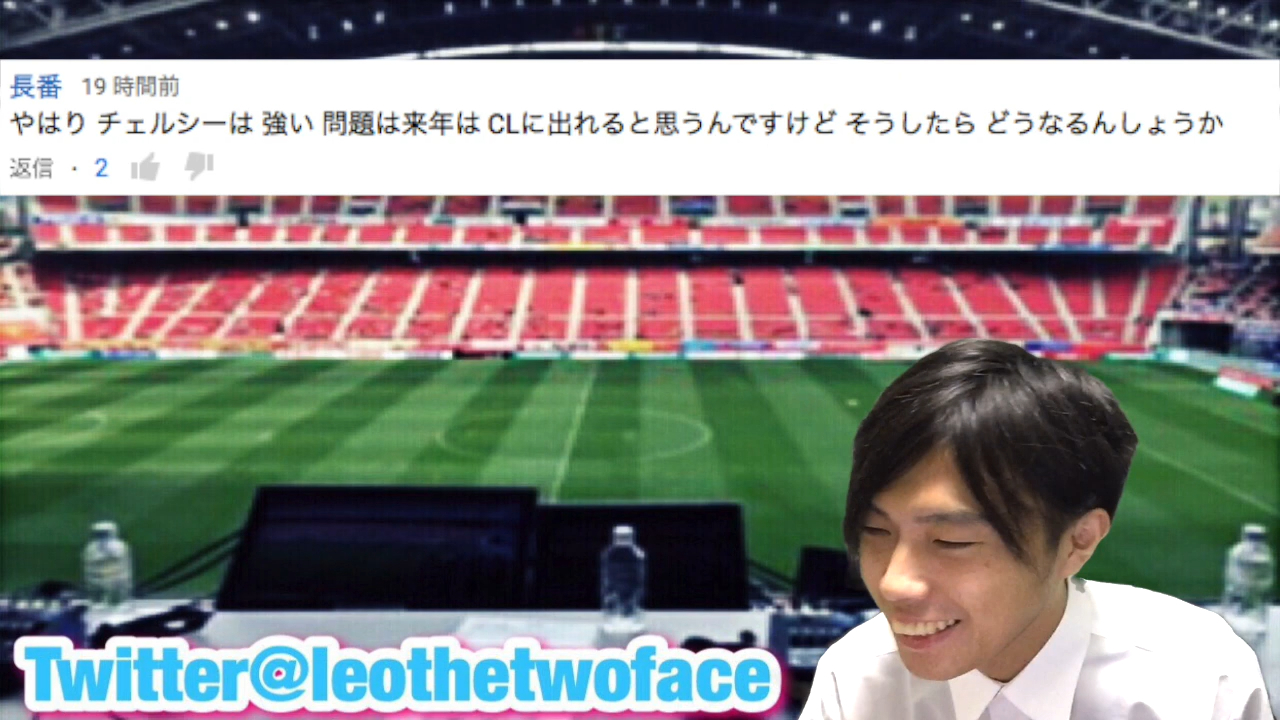 長番 19 時間前
やはり チェルシーは 強い 問題は来年は CLに出れると思うんですけど そうしたら どうなるんしょうか
返信 · 2
Twitter@leothetwoface